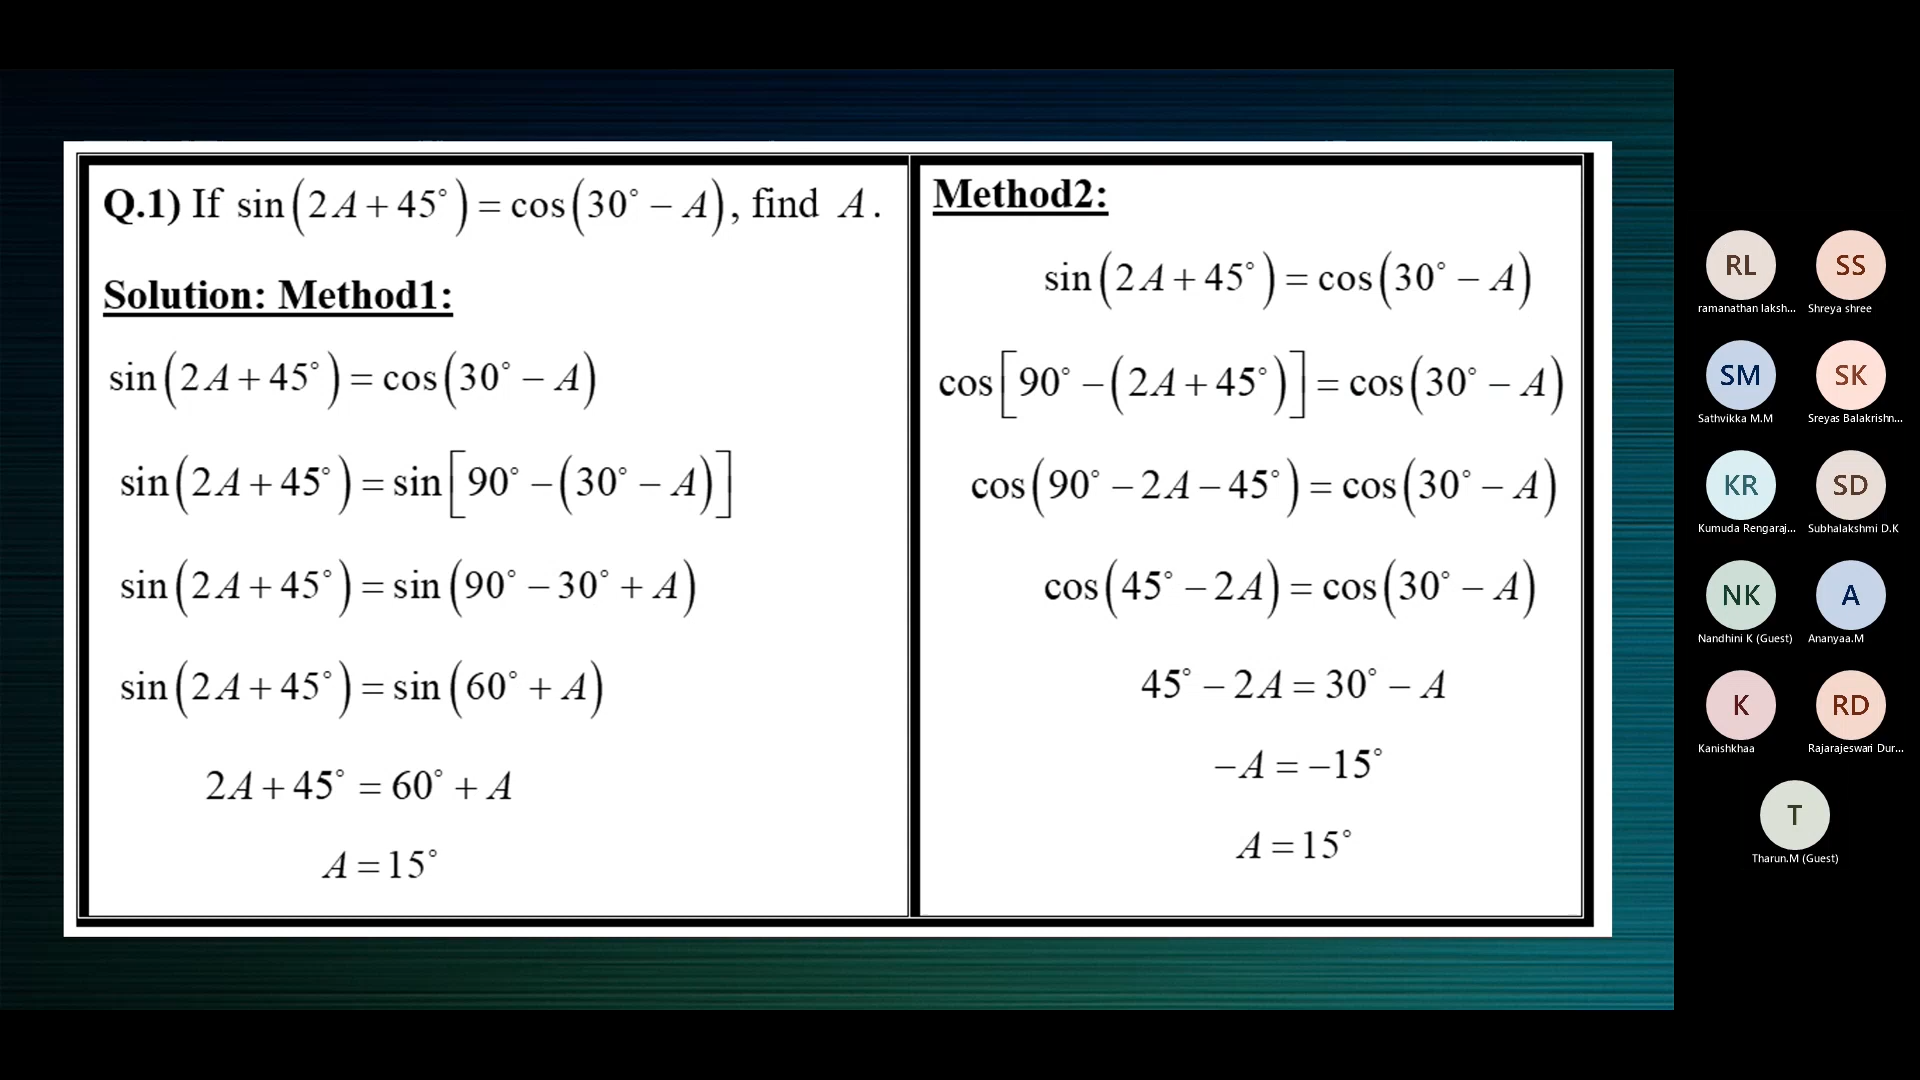 Q.1) If sin(2A + 45°) = cos(30° − A), find A.
Solution: Method1:
sin(2A + 45°) = cos(30° − A)
sin(2A + 45°) = sin[90° − (30° − A)]
sin(2A + 45°) = sin(90° − 30° + A)
sin(2A + 45°) = sin(60° + A)
2A + 45° = 60° + A
A = 15°
Method2:
sin(2A + 45°) = cos(30° − A)
cos[90° − (2A + 45°)] = cos(30° − A)
cos(90° − 2A − 45°) = cos(30° − A)
cos(45° − 2A) = cos(30° − A)
45° − 2A = 30° − A
−A = −15°
A = 15°
RL SS
ramanathan laksh... Shreya shree
SM SK
Sathvikka M.M Sreyas Balakrishn...
KR SD
Kumuda Rengaraj... Subhalakshmi D.K
NK A
Nandhini K (Guest) Ananyaa.M
K RD
Kanishkhaa Rajarajeswari Dur...
T
Tharun.M (Guest)